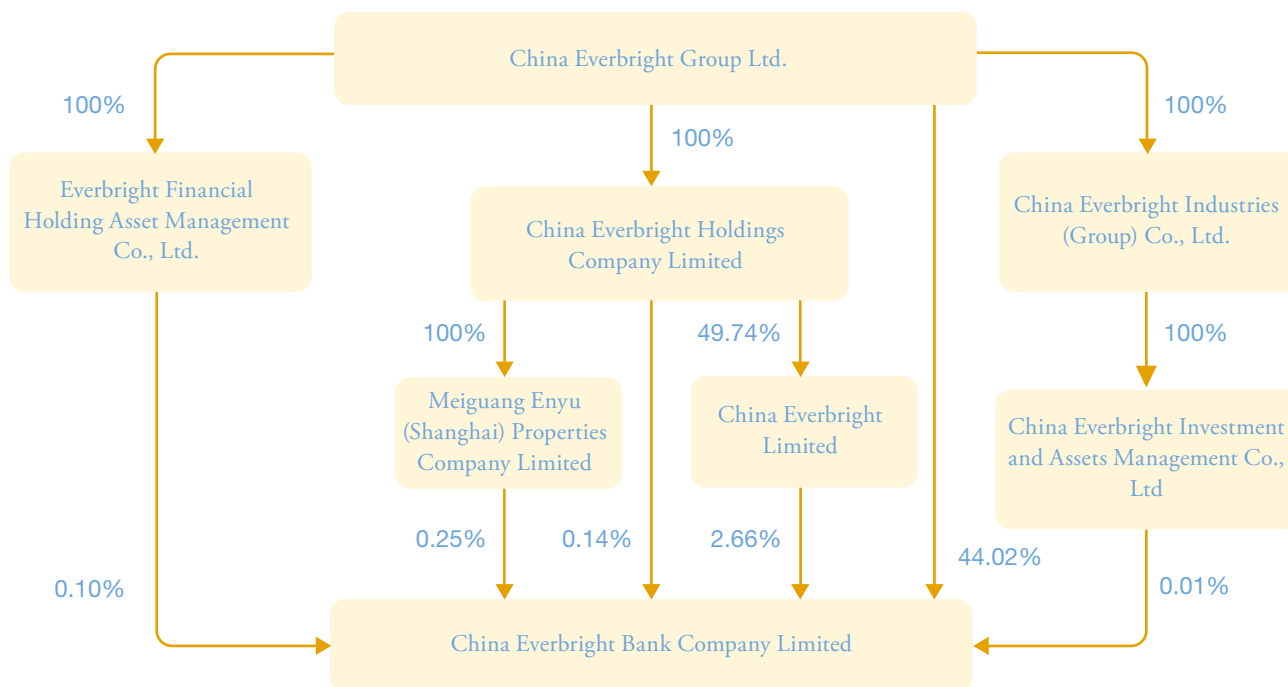 China Everbright Group Ltd.
100%
100%
100%
Everbright Financial
Holding Asset Management
Co., Ltd.
China Everbright Holdings
Company Limited
China Everbright Industries
(Group) Co., Ltd.
100%
49.74%
100%
Meiguang Enyu
(Shanghai) Properties
Company Limited
China Everbright
Limited
China Everbright Investment
and Assets Management Co.,
Ltd
0.25%
0.14%
2.66%
44.02%
0.10%
0.01%
China Everbright Bank Company Limited